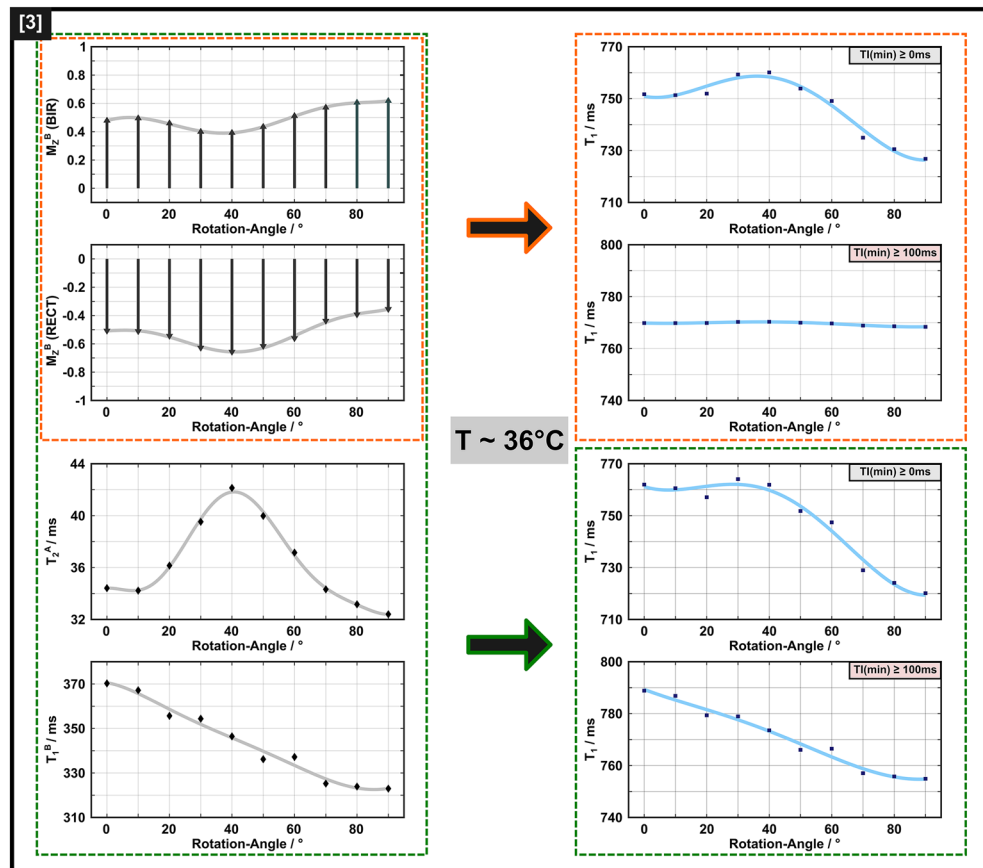 [3]
1
0.8
0.6
0.4
0.2
0
M_Z^B (BIR)
0 20 40 60 80
Rotation-Angle / °
0
-0.2
-0.4
-0.6
-0.8
-1
M_Z^B (RECT)
0 20 40 60 80
Rotation-Angle / °
44
40
36
32
T_2^A / ms
0 20 40 60 80
Rotation-Angle / °
370
350
330
310
T_1^B / ms
0 20 40 60 80
Rotation-Angle / °
T ~ 36°C
TI(min) ≥ 0ms
770
750
730
710
T_1 / ms
0 20 40 60 80
Rotation-Angle / °
TI(min) ≥ 100ms
800
780
760
740
T_1 / ms
0 20 40 60 80
Rotation-Angle / °
TI(min) ≥ 0ms
770
750
730
710
T_1 / ms
0 20 40 60 80
Rotation-Angle / °
TI(min) ≥ 100ms
800
780
760
740
T_1 / ms
0 20 40 60 80
Rotation-Angle / °